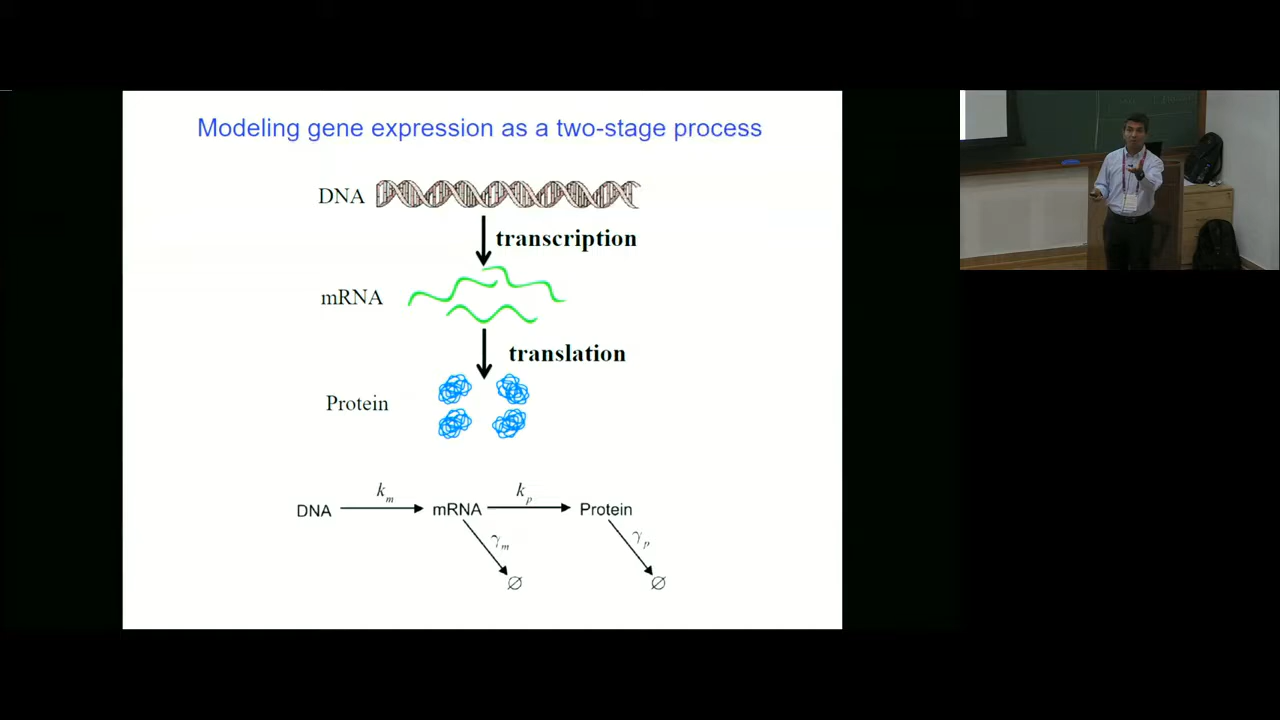 Modeling gene expression as a two-stage process
DNA
transcription
mRNA
translation
Protein
DNA k_m mRNA k_p Protein
γ_m γ_p
∅ ∅